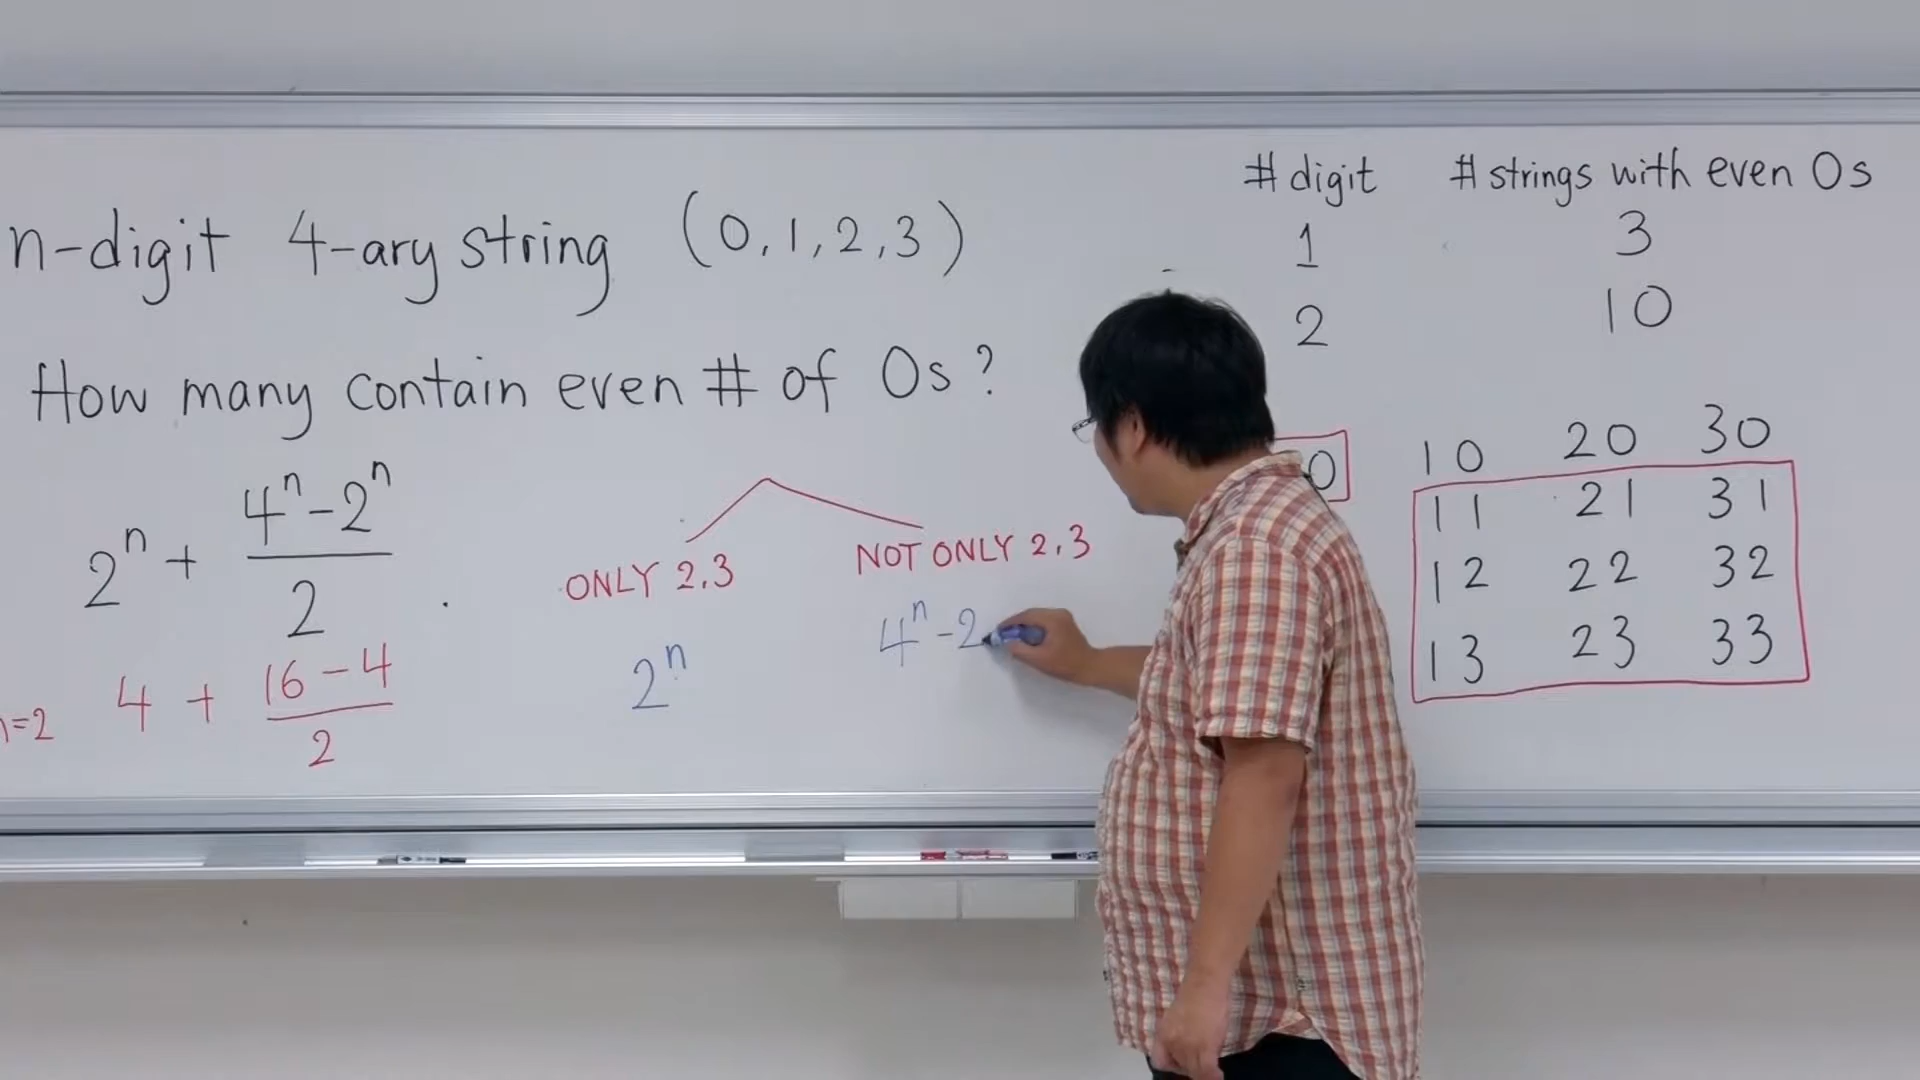 n-digit 4-ary string (0,1,2,3)
How many contain even # of 0s?
2^n + (4^n-2^n)/2
n=2 4 + (16-4)/2
ONLY 2,3
2^n
NOT ONLY 2,3
4^n-2
# digit # strings with even 0s
1 3
2 10
0 10 20 30
11 21 31
12 22 32
13 23 33